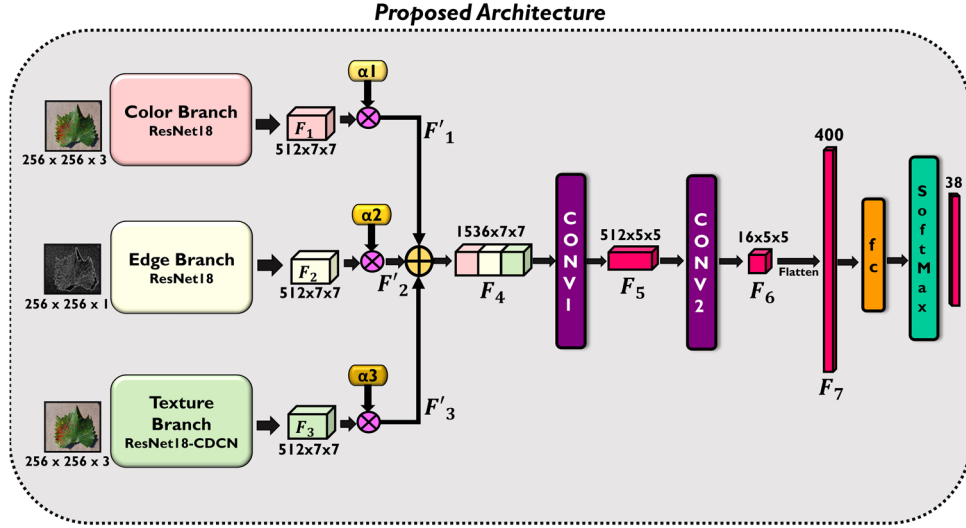 Proposed Architecture
256 x 256 x 3
Color Branch
ResNet18
F₁
512x7x7
α1
F'₁
256 x 256 x 1
Edge Branch
ResNet18
F₂
512x7x7
α2
F'₂
256 x 256 x 3
Texture
Branch
ResNet18-CDCN
F₃
512x7x7
α3
F'₃
1536x7x7
F₄
CONV1
512x5x5
F₅
CONV2
16x5x5
F₆
Flatten
400
F₇
fc
SoftMax
38